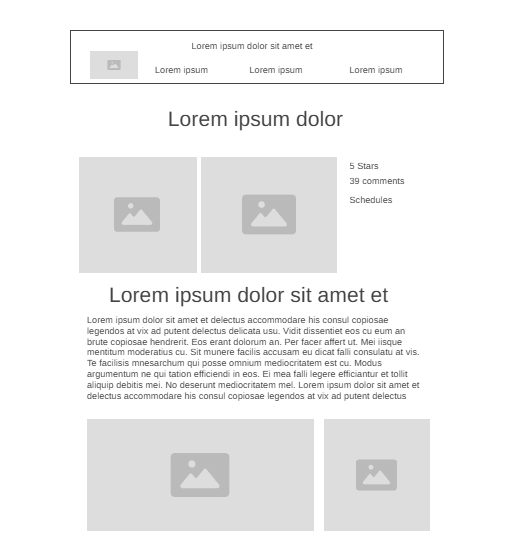 Lorem ipsum dolor sit amet et
Lorem ipsum Lorem ipsum Lorem ipsum
Lorem ipsum dolor
5 Stars
39 comments
Schedules
Lorem ipsum dolor sit amet et
Lorem ipsum dolor sit amet et delectus accommodare his consul copiosae
legendos at vix ad putent delectus delicata usu. Vidit dissentiet eos cu eum an
brute copiosae hendrerit. Eos erant dolorum an. Per facer affert ut. Mei iisque
mentitum moderatius cu. Sit munere facilis accusam eu dicat falli consulatu at vis.
Te facilisis mnesarchum qui posse omnium mediocritatem est cu. Modus
argumentum ne qui tation efficiendi in eos. Ei mea falli legere efficiantur et tollit
aliquip debitis mei. No deserunt mediocritatem mel. Lorem ipsum dolor sit amet et
delectus accommodare his consul copiosae legendos at vix ad putent delectus